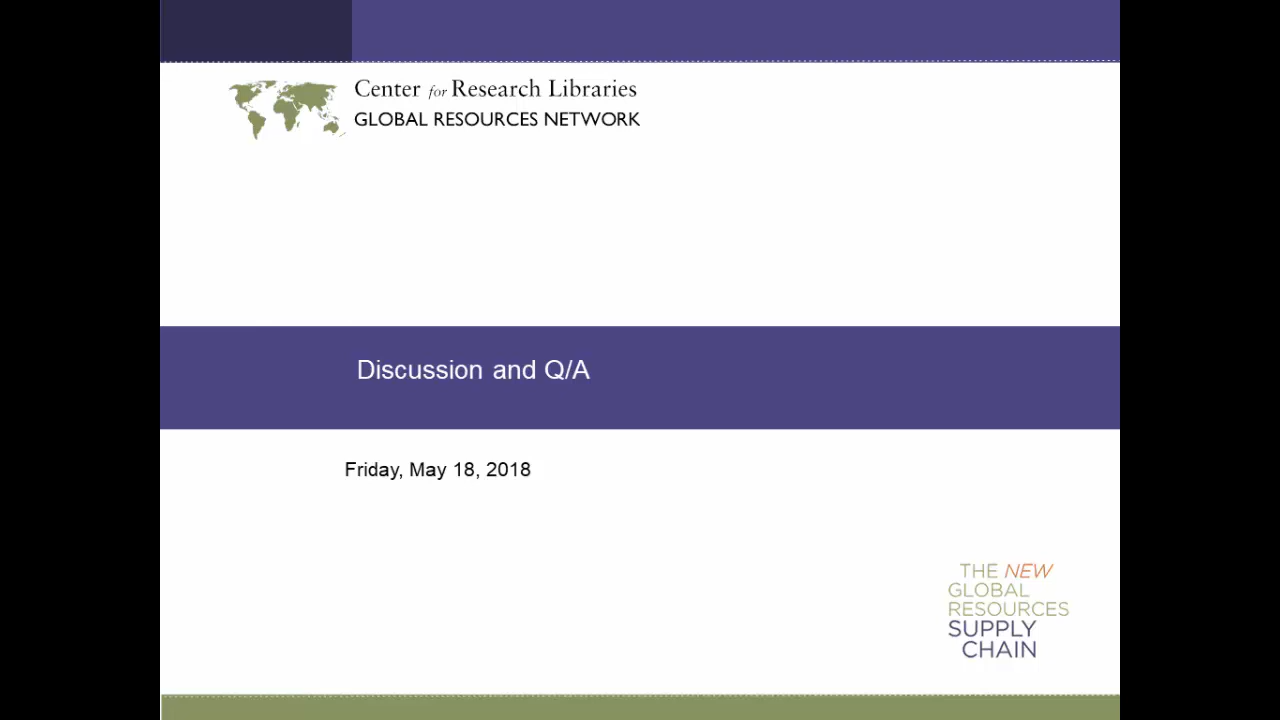 Center for Research Libraries
GLOBAL RESOURCES NETWORK
Discussion and Q/A
Friday, May 18, 2018
THE NEW
GLOBAL
RESOURCES
SUPPLY
CHAIN